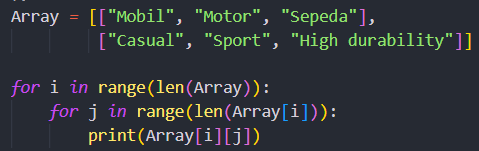 Array = [["Mobil", "Motor", "Sepeda"],
["Casual", "Sport", "High durability"]]
for i in range(len(Array)):
for j in range(len(Array[i])):
print(Array[i][j])